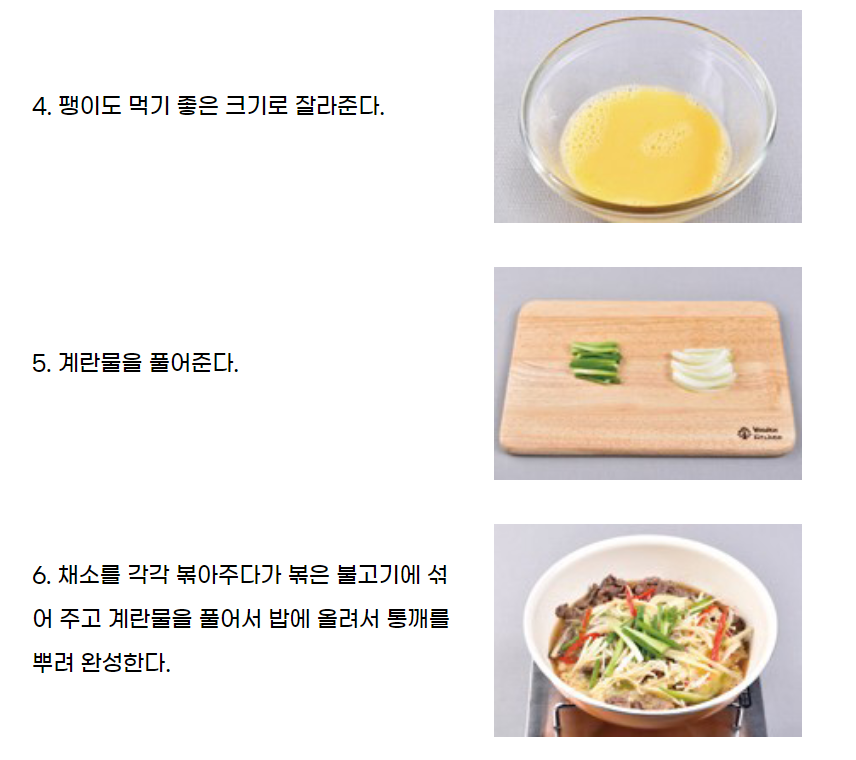 4. 팽이도 먹기 좋은 크기로 잘라준다.
5. 계란물을 풀어준다.
6. 채소를 각각 볶아주다가 볶은 불고기에 섞
어 주고 계란물을 풀어서 밥에 올려서 통깨를
뿌려 완성한다.